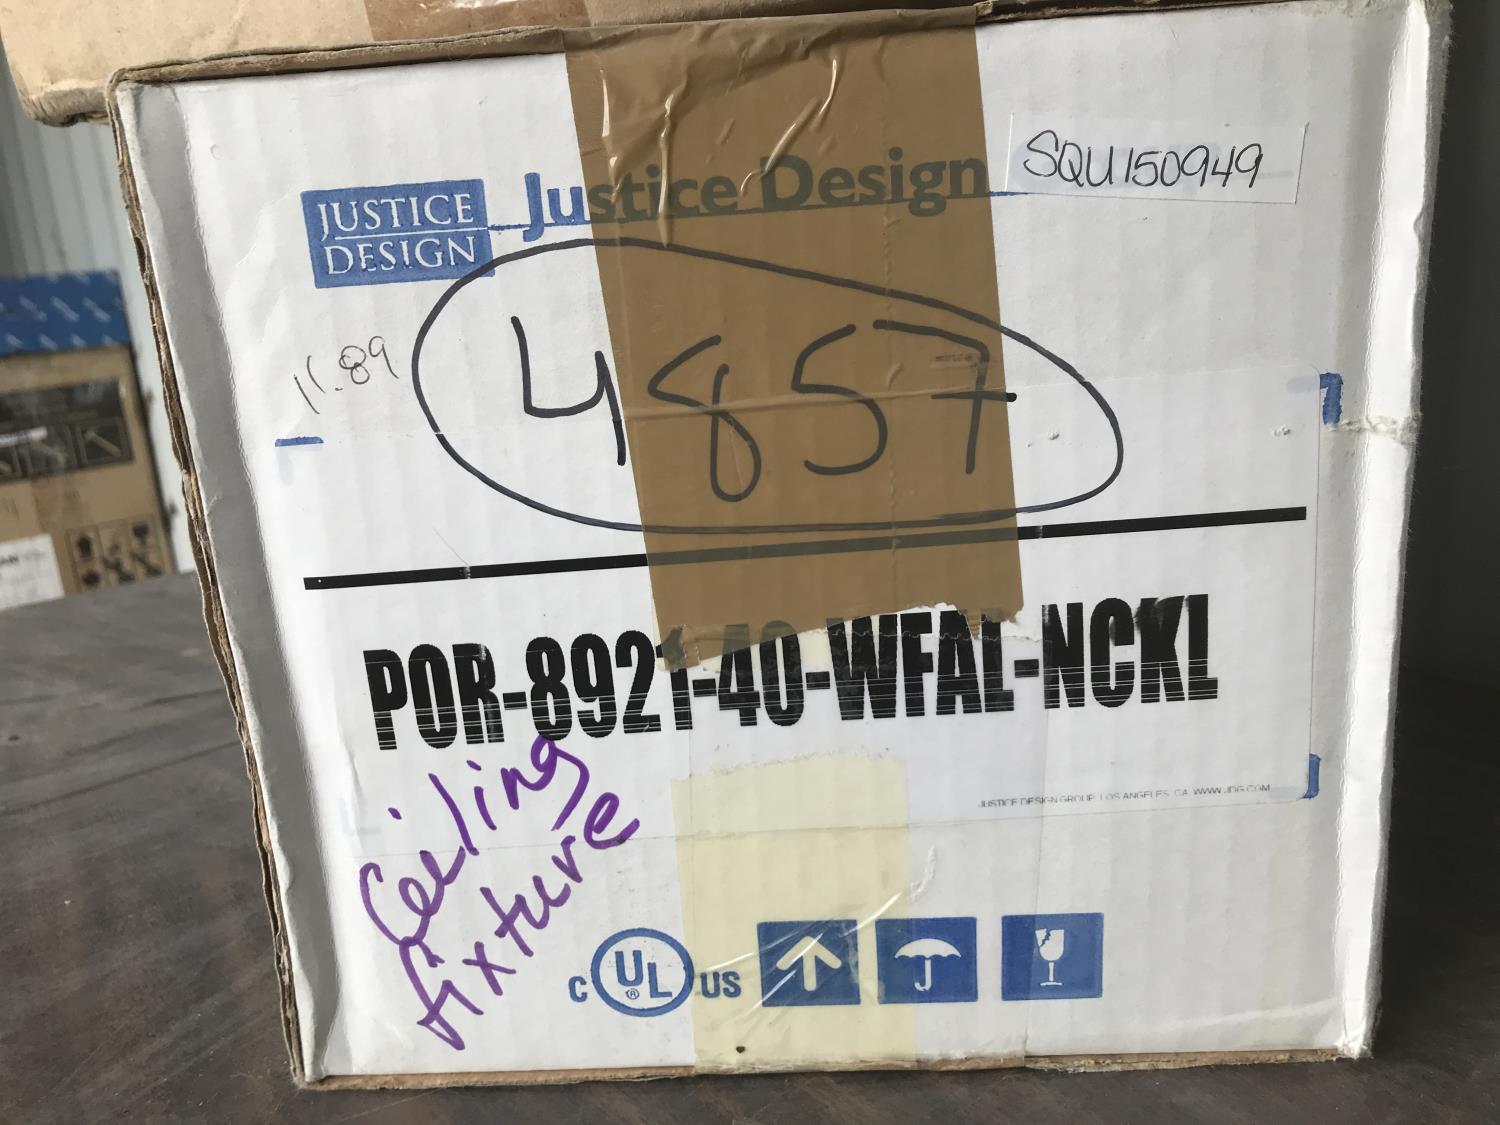 JUSTICE
DESIGN
Justice Design
SQU150949
11.89
4857
POR-8921-40-WFAL-NCKL
JUSTICE DESIGN GROUP LOS ANGELES, CA WWW.JDG.COM
Ceiling
fixture
C UL® US